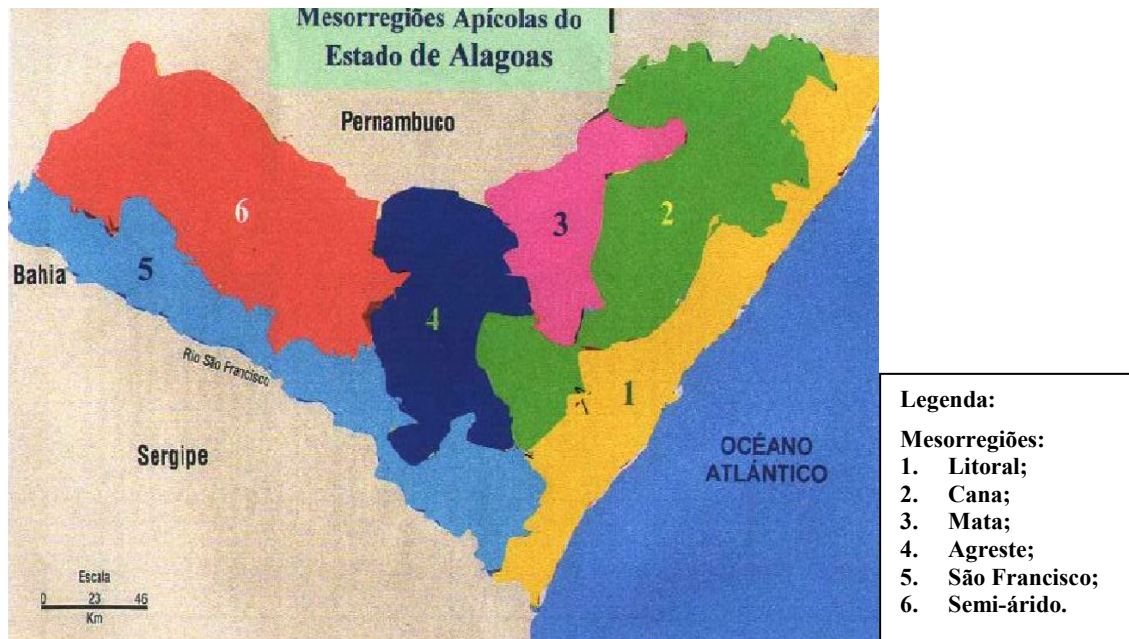 Mesorregiões Apícolas do
Estado de Alagoas
Pernambuco
6
3
2
Bahia
5
4
Rio São Francisco
1
Sergipe
OCÉANO
ATLÁNTICO
Escala
0 23 46
Km
Legenda:
Mesorregiões:
1. Litoral;
2. Cana;
3. Mata;
4. Agreste;
5. São Francisco;
6. Semi-árido.